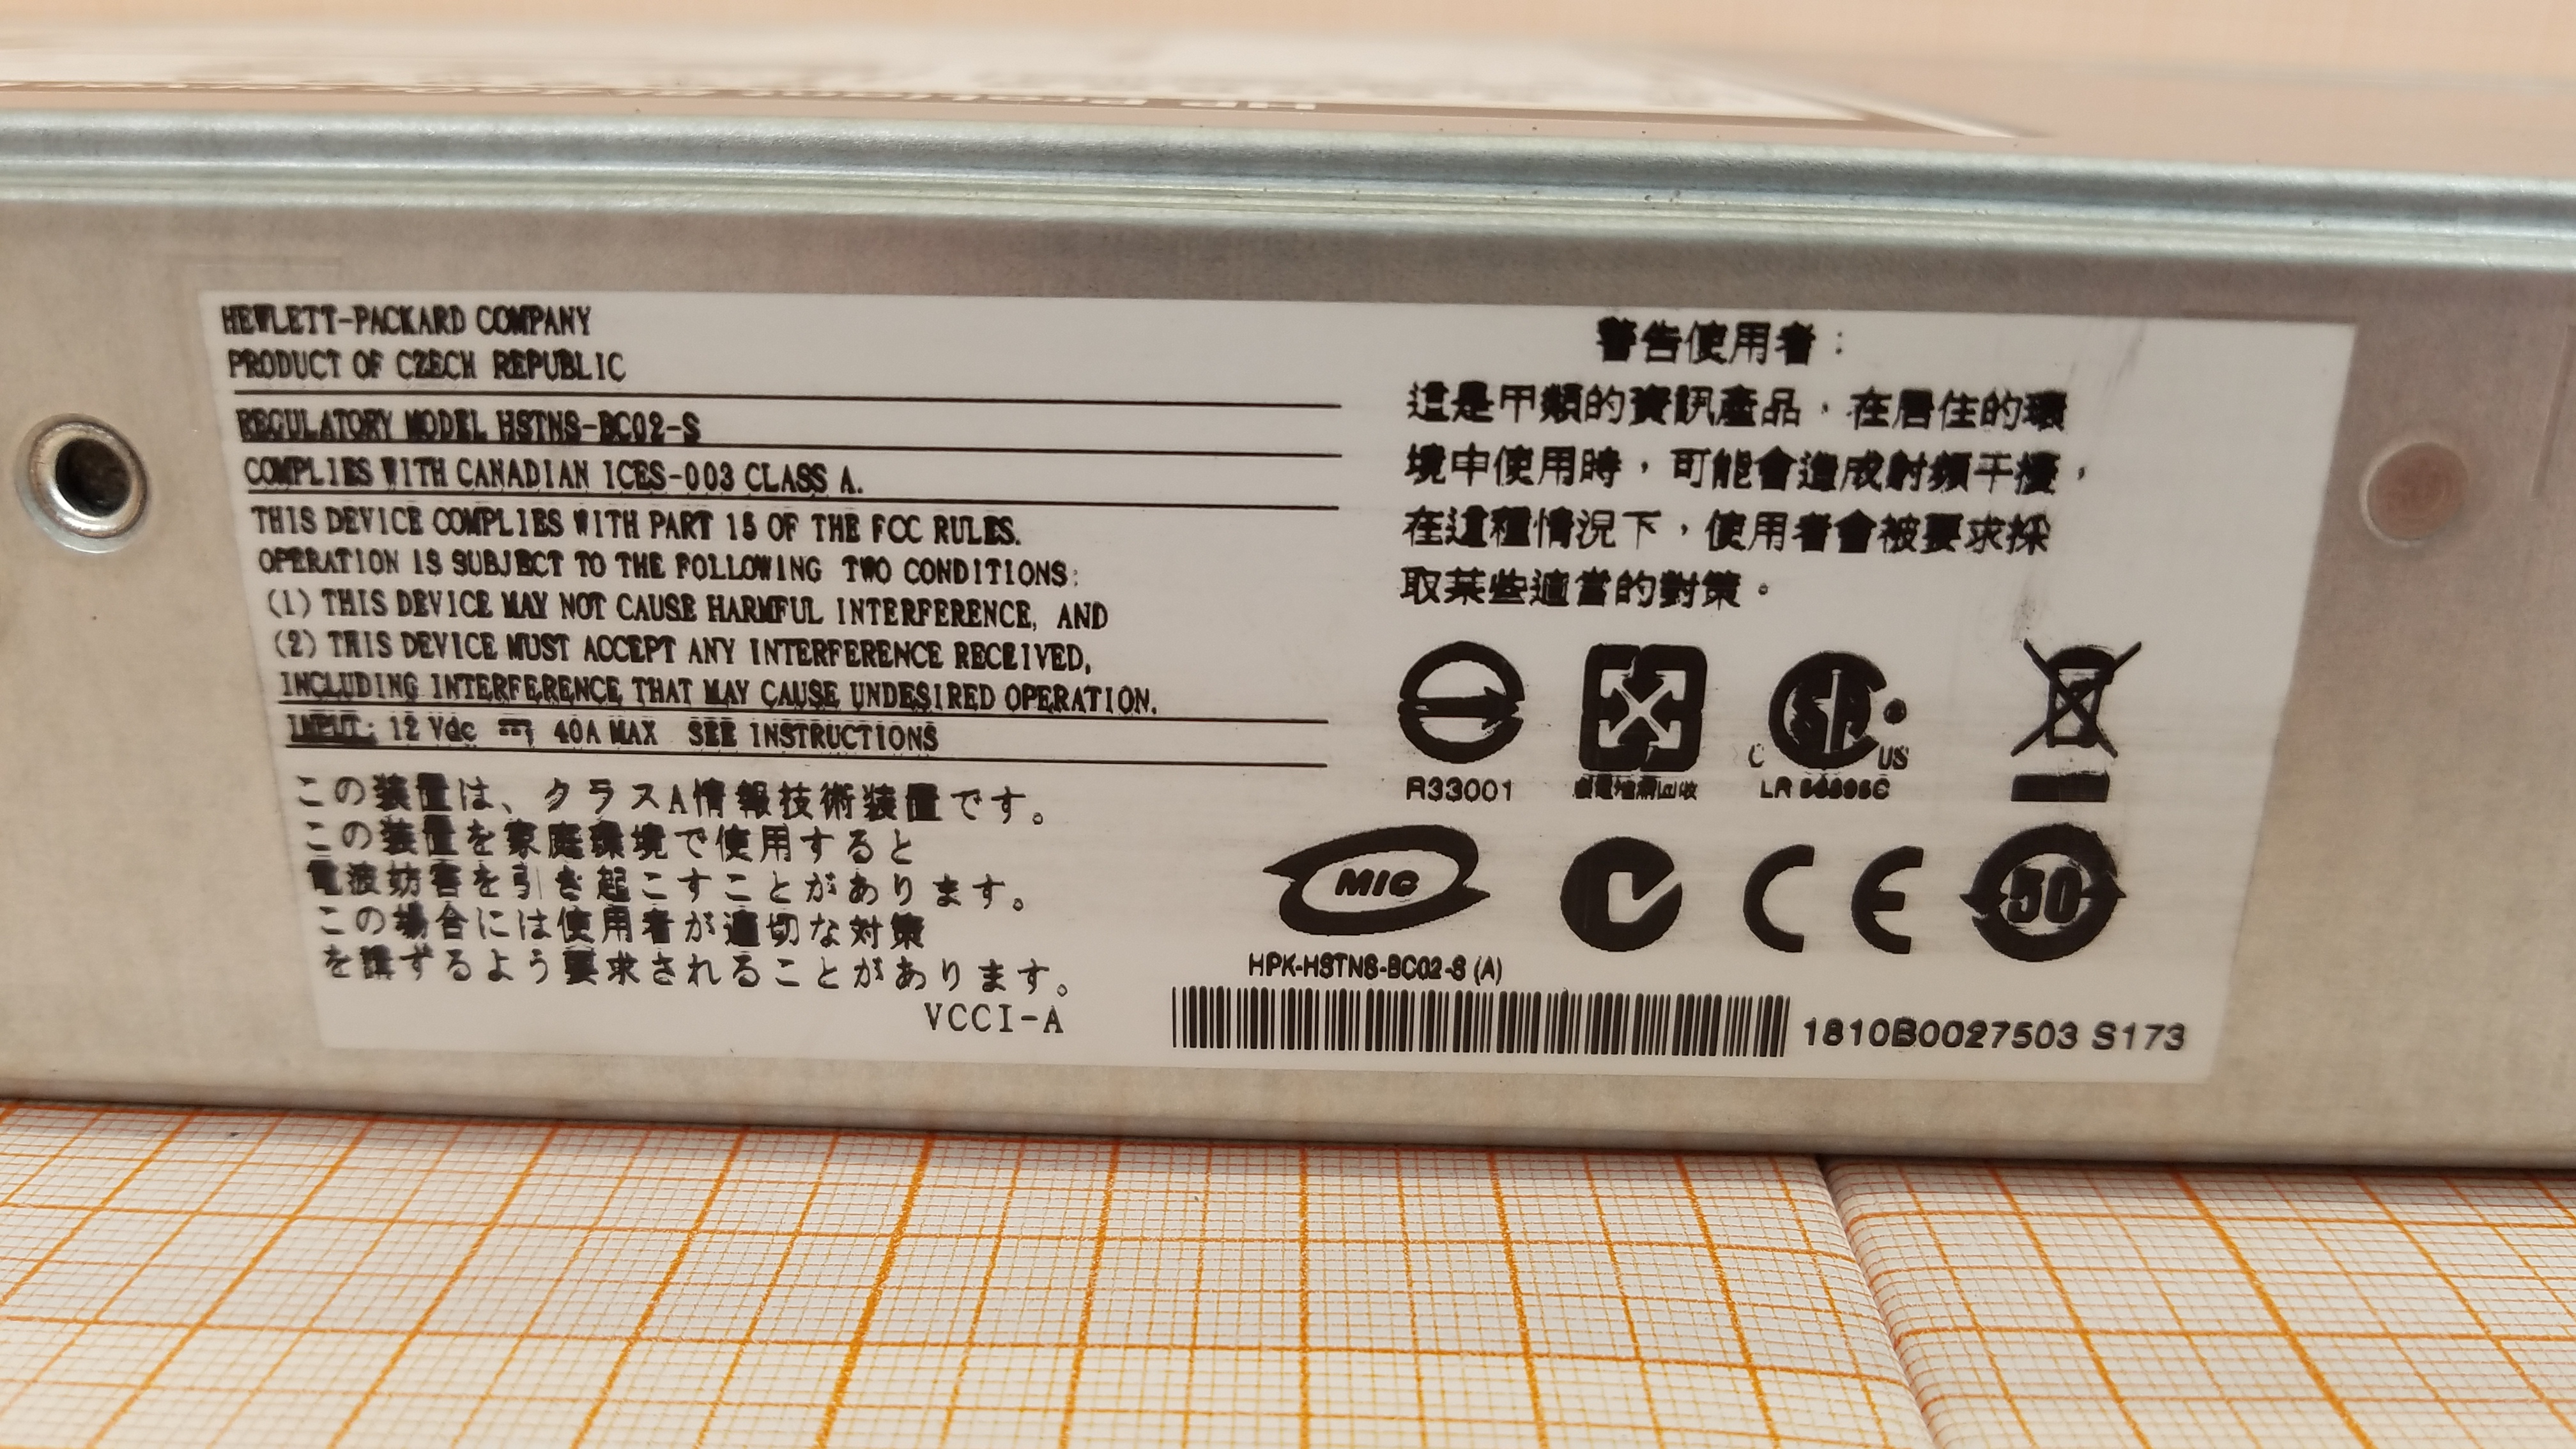 HEWLETT-PACKARD COMPANY
PRODUCT OF CZECH REPUBLIC
REGULATORY MODEL HSTNS-BC02-S
COMPLIES WITH CANADIAN ICES-003 CLASS A.
THIS DEVICE COMPLIES WITH PART 15 OF THE FCC RULES.
OPERATION IS SUBJECT TO THE FOLLOWING TWO CONDITIONS:
(1) THIS DEVICE MAY NOT CAUSE HARMFUL INTERFERENCE, AND
(2) THIS DEVICE MUST ACCEPT ANY INTERFERENCE RECEIVED,
INCLUDING INTERFERENCE THAT MAY CAUSE UNDESIRED OPERATION.
INPUT: 12 Vdc ⎓ 40A MAX SEE INSTRUCTIONS
この装置は、クラスA情報技術装置です。
この装置を家庭環境で使用すると
電波妨害を引き起こすことがあります。
この場合には使用者が適切な対策
を講ずるよう要求されることがあります。
VCCI-A
警告使用者:
這是甲類的資訊產品,在居住的環
境中使用時,可能會造成射頻干擾,
在這種情況下,使用者會被要求採
取某些適當的對策。
R33001
廢電池請回收
C SA US
LR
MIC
CE
50
HPK-HSTNS-BC02-S (A)
1810B0027503 S173